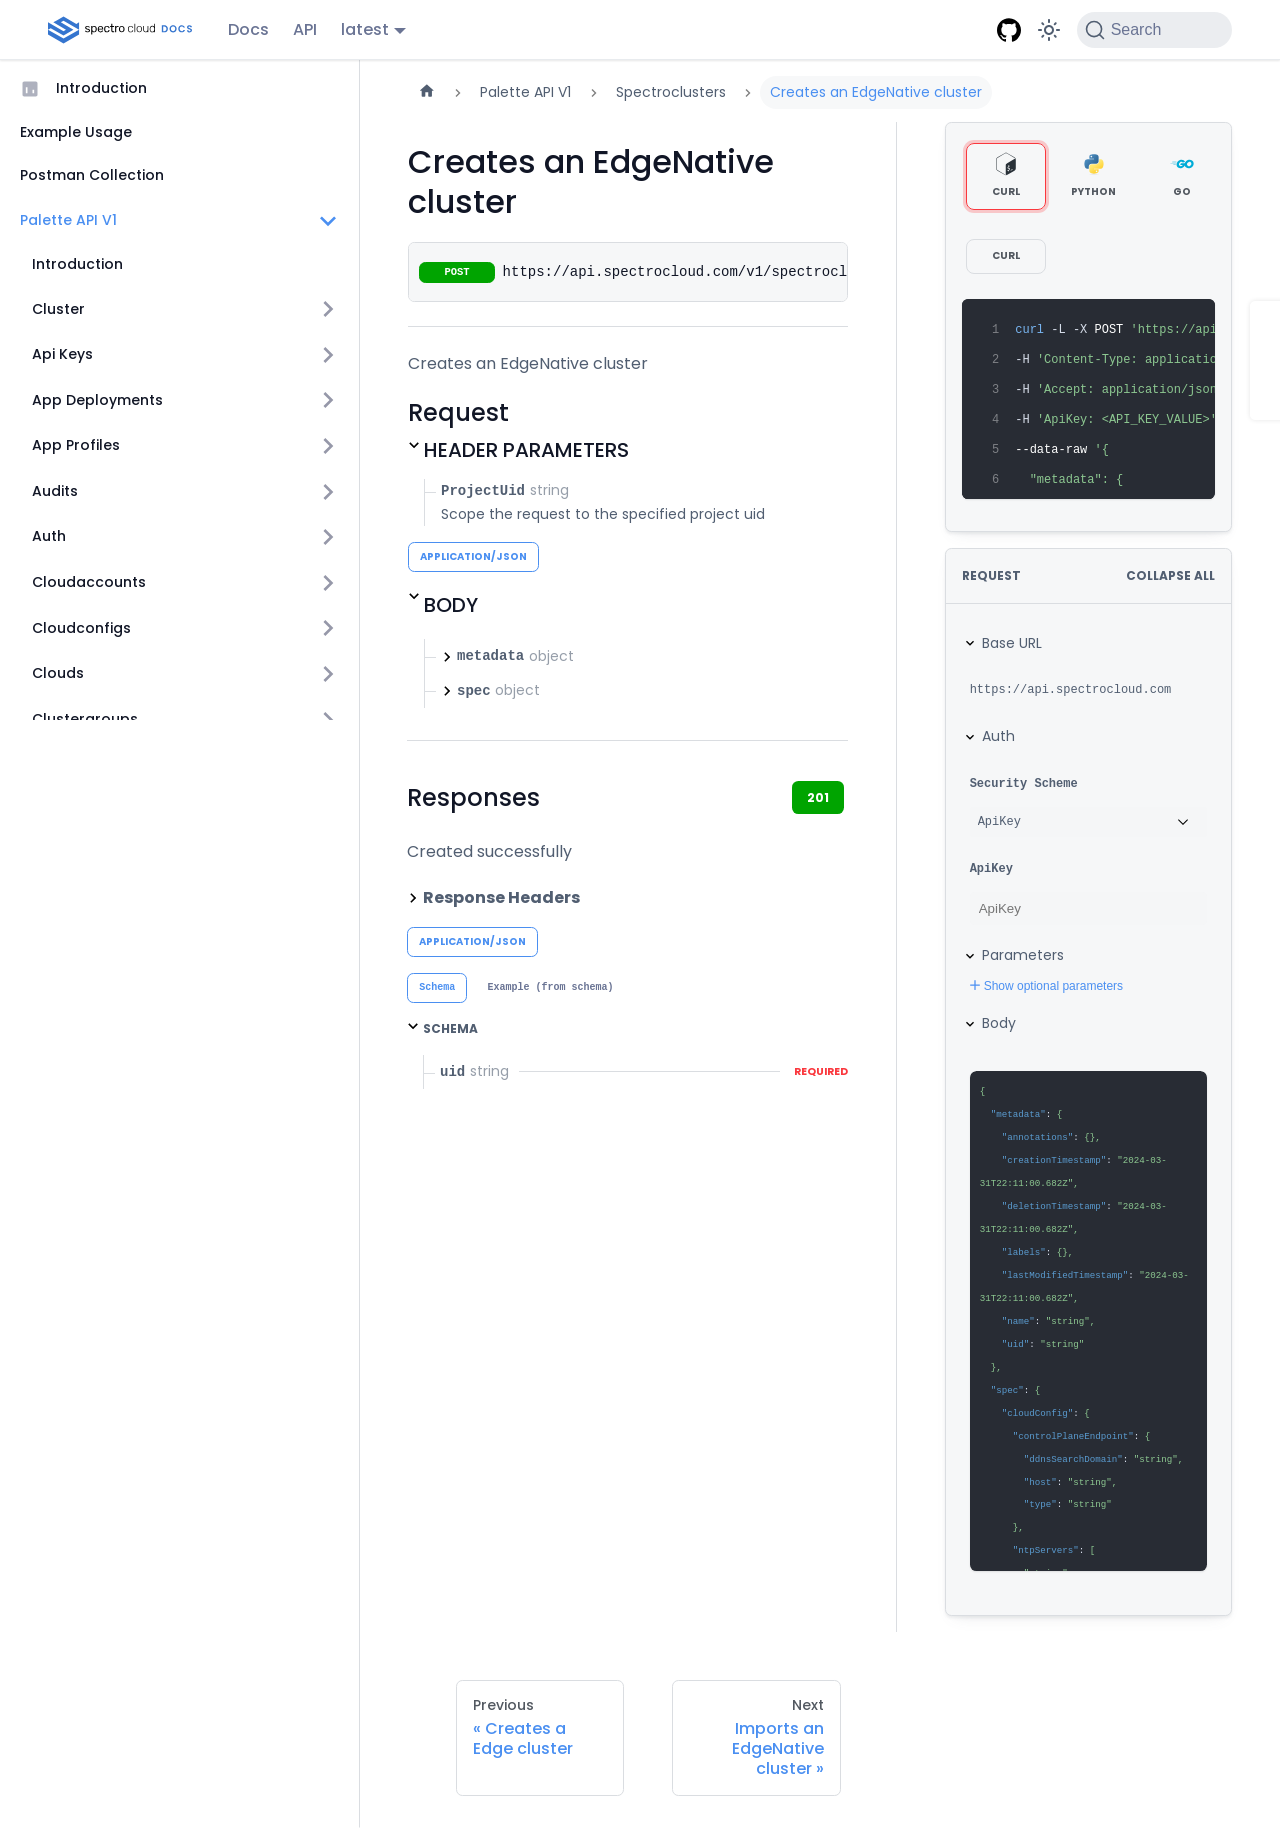 spectro cloud DOCS
Docs
API
latest
Search
Introduction
Example Usage
Postman Collection
Palette API V1
Introduction
Cluster
Api Keys
App Deployments
App Profiles
Audits
Auth
Cloudaccounts
Cloudconfigs
Clouds
Clustergroups
Palette API V1
Spectroclusters
Creates an EdgeNative cluster
Creates an EdgeNative
cluster
POST https://api.spectrocloud.com/v1/spectrocl
Creates an EdgeNative cluster
Request
HEADER PARAMETERS
ProjectUid string
Scope the request to the specified project uid
APPLICATION/JSON
BODY
metadata object
spec object
Responses
201
Created successfully
Response Headers
APPLICATION/JSON
Schema
Example (from schema)
SCHEMA
uid string REQUIRED
CURL
PYTHON
GO
CURL
1 curl -L -X POST 'https://api
2 -H 'Content-Type: applicatio
3 -H 'Accept: application/json
4 -H 'ApiKey: <API_KEY_VALUE>'
5 --data-raw '{
6 "metadata": {
REQUEST
COLLAPSE ALL
Base URL
https://api.spectrocloud.com
Auth
Security Scheme
ApiKey
ApiKey
ApiKey
Parameters
Show optional parameters
Body
{
"metadata": {
"annotations": {},
"creationTimestamp": "2024-03-
31T22:11:00.682Z",
"deletionTimestamp": "2024-03-
31T22:11:00.682Z",
"labels": {},
"lastModifiedTimestamp": "2024-03-
31T22:11:00.682Z",
"name": "string",
"uid": "string"
},
"spec": {
"cloudConfig": {
"controlPlaneEndpoint": {
"ddnsSearchDomain": "string",
"host": "string",
"type": "string"
},
"ntpServers": [
Previous
« Creates a
Edge cluster
Next
Imports an
EdgeNative
cluster »